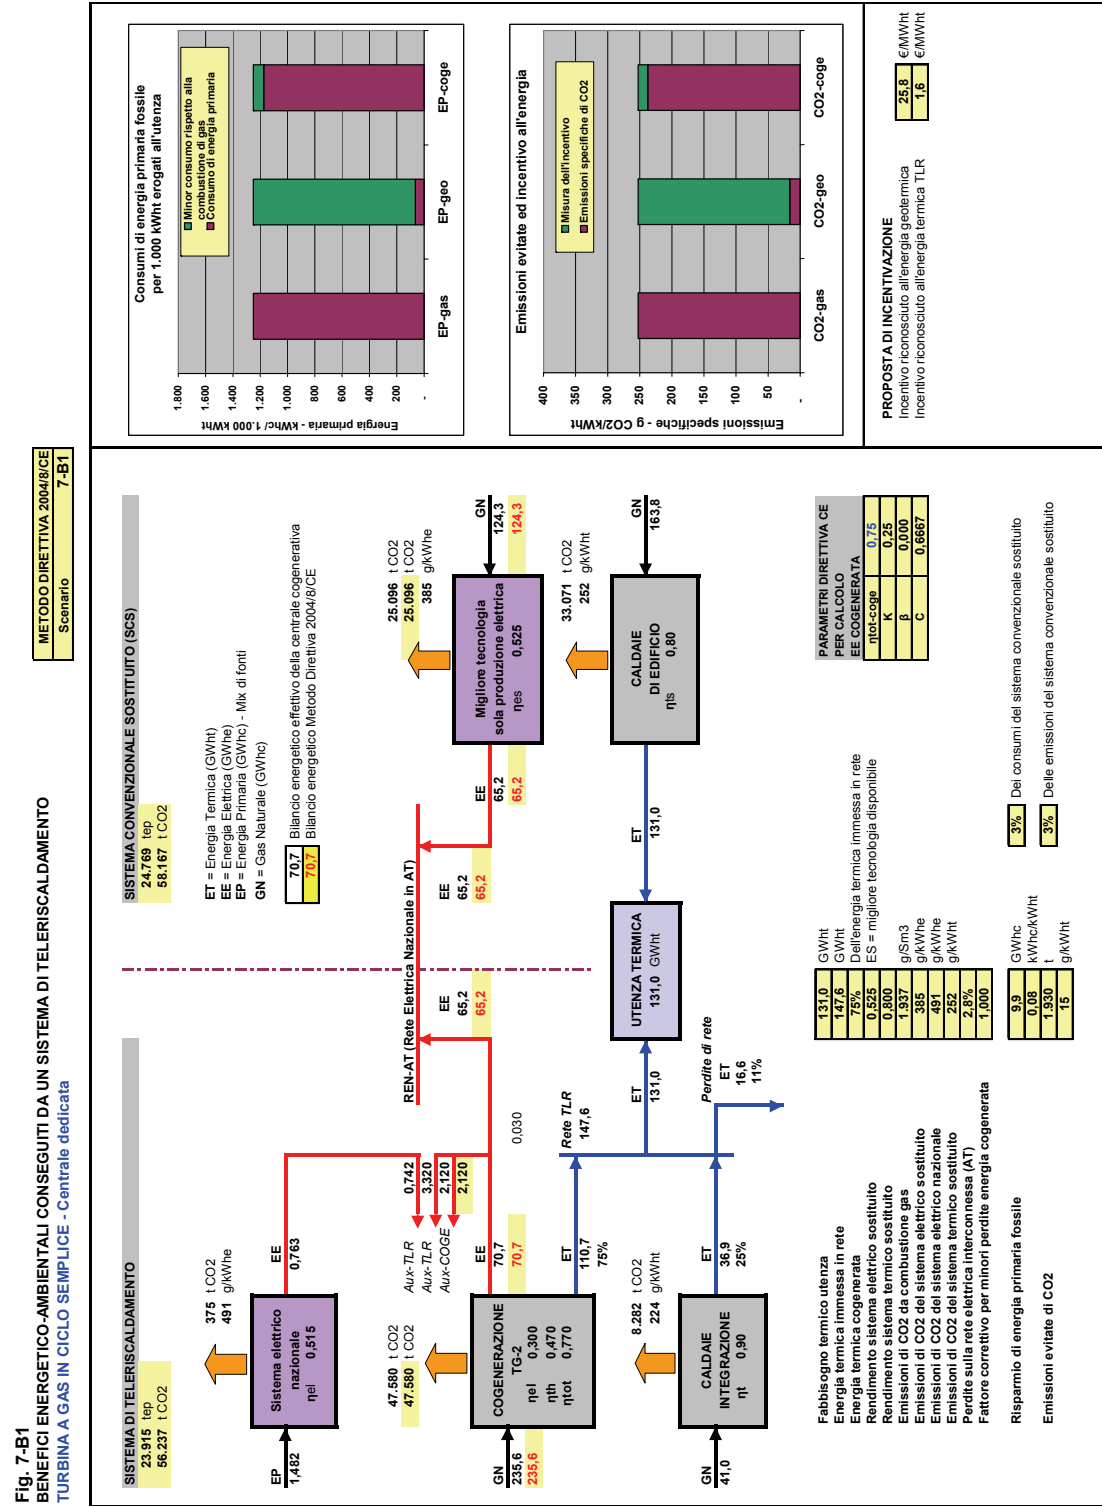 Fig. 7-B1
BENEFICI ENERGETICO-AMBIENTALI CONSEGUITI DA UN SISTEMA DI TELERISCALDAMENTO
TURBINA A GAS IN CICLO SEMPLICE - Centrale dedicata
METODO DIRETTIVA 2004/8/CE
Scenario 7-B1
SISTEMA DI TELERISCALDAMENTO
23.915 tep
56.237 t CO2
SISTEMA CONVENZIONALE SOSTITUITO (SCS)
24.769 tep
58.167 t CO2
ET = Energia Termica (GWht)
EE = Energia Elettrica (GWhe)
EP = Energia Primaria (GWhc) - Mix di fonti
GN = Gas Naturale (GWhc)
70,7 Bilancio energetico effettivo della centrale cogenerativa
70,7 Bilancio energetico Metodo Direttiva 2004/8/CE
375 t CO2
491 g/kWhe
EP
1,482
Sistema elettrico
nazionale
ηel 0,515
EE
0,763
Aux-TLR 0,742
Aux-TLR 3,320
Aux-COGE 2,120
2,120
REN-AT (Rete Elettrica Nazionale in AT)
47.580 t CO2
47.580 t CO2
GN
235,6
235,6
COGENERAZIONE
TG-2
ηel 0,300
ηth 0,470
ηtot 0,770
EE
70,7
70,7
0,030
EE
65,2
65,2
EE
65,2
65,2
EE
65,2
65,2
25.096 t CO2
25.096 t CO2
385 g/kWhe
Migliore tecnologia
sola produzione elettrica
ηes 0,525
GN
124,3
124,3
ET
110,7
75%
Rete TLR
147,6
ET
131,0
UTENZA TERMICA
131,0 GWht
ET
131,0
33.071 t CO2
252 g/kWht
CALDAIE
DI EDIFICIO
ηts 0,80
GN
163,8
8.282 t CO2
224 g/kWht
GN
41,0
CALDAIE
INTEGRAZIONE
ηt 0,90
ET
36,9
25%
Perdite di rete
ET
16,6
11%
Fabbisogno termico utenza 131,0 GWht
Energia termica immessa in rete 147,6 GWht
Energia termica cogenerata 75% Dell'energia termica immessa in rete
Rendimento sistema elettrico sostituito 0,525 ES = migliore tecnologia disponibile
Rendimento sistema termico sostituito 0,800
Emissioni di CO2 da combustione gas 1.937 g/Sm3
Emissioni di CO2 del sistema elettrico sostituito 385 g/kWhe
Emissioni di CO2 del sistema elettrico nazionale 491 g/kWhe
Emissioni di CO2 del sistema termico sostituito 252 g/kWht
Perdite sulla rete elettrica interconnessa (AT) 2,8%
Fattore correttivo per minori perdite energia cogenerata 1,000
Risparmio di energia primaria fossile 9,9 GWhc 3% Dei consumi del sistema convenzionale sostituito
0,08 kWhc/kWht
Emissioni evitate di CO2 1.930 t 3% Delle emissioni del sistema convenzionale sostituito
15 g/kWht
PARAMETRI DIRETTIVA CE
PER CALCOLO
EE COGENERATA
ηtot-coge 0,75
K 0,25
β 0,000
C 0,6667
Consumi di energia primaria fossile
per 1.000 kWht erogati all'utenza
Energia primaria - kWhc/ 1.000 kWht
1.800
1.600
1.400
1.200
1.000
800
600
400
200
-
Minor consumo rispetto alla
combustione di gas
Consumo di energia primaria
EP-gas
EP-geo
EP-coge
Emissioni evitate ed incentivo all'energia
Emissioni specifiche - g CO2/kWht
400
350
300
250
200
150
100
50
-
Misura dell'incentivo
Emissioni specifiche di CO2
CO2-gas
CO2-geo
CO2-coge
PROPOSTA DI INCENTIVAZIONE
Incentivo riconosciuto all'energia geotermica 25,8 €/MWht
Incentivo riconosciuto all'energia termica TLR 1,6 €/MWht